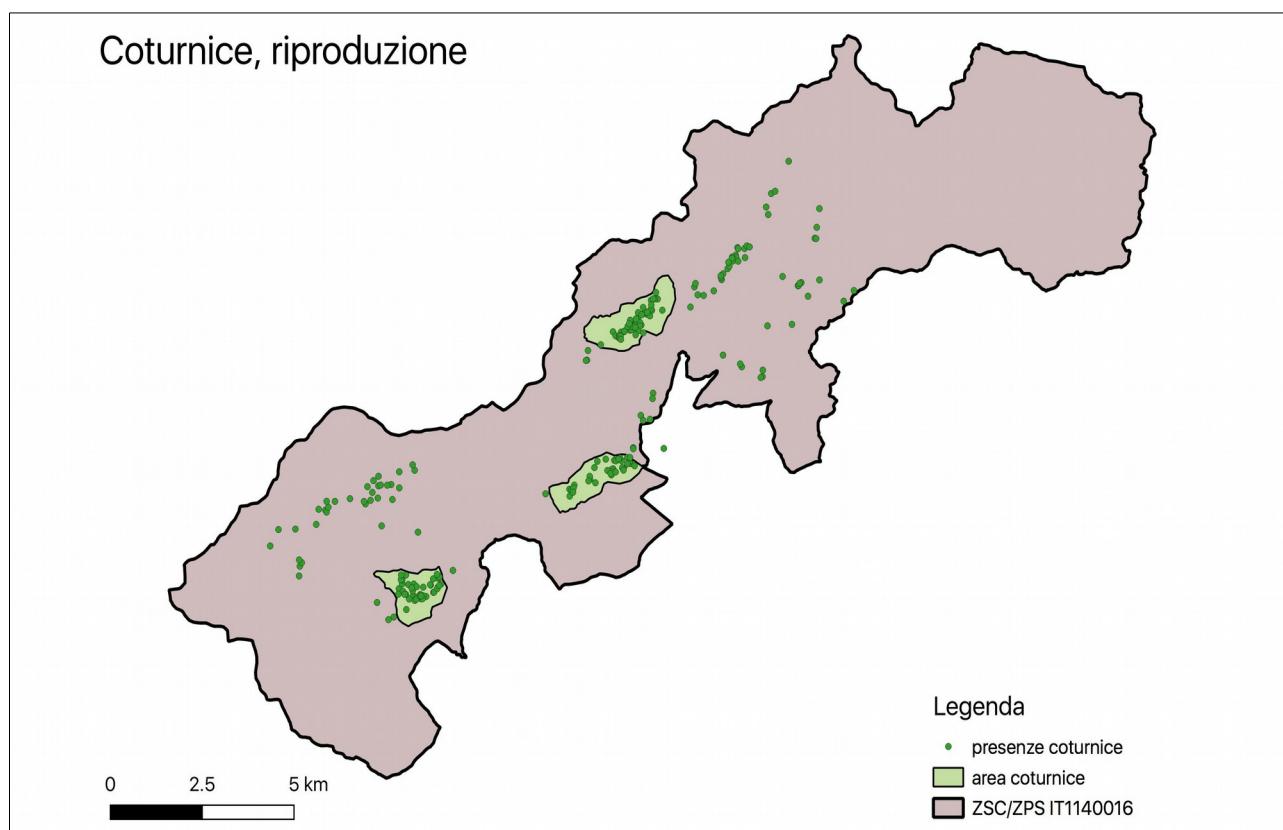 Coturnice, riproduzione
Legenda
presenze coturnice
area coturnice
ZSC/ZPS IT1140016
0 2.5 5 km